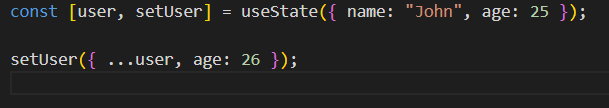 const [user, setUser] = useState({ name: "John", age: 25 });
setUser({ ...user, age: 26 });